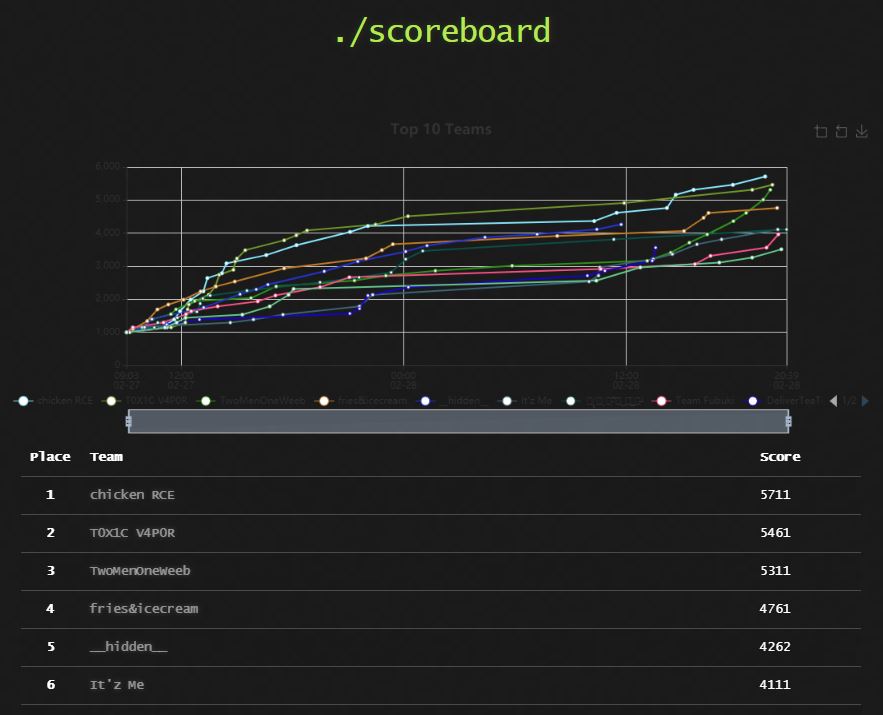 ./scoreboard
Top 10 Teams
6 000
5 000
4 000
3 000
2 000
1 000
0
09:03 12:00 00:00 12:00 20:39
02-27 02-27 02-28 02-28 02-28
chicken RCE T0X1C V4P0R TwoMenOneWeeb fries&icecream __hidden__ It'z Me Team Fubuki DeliverTeaT 1/2
Place Team Score
1 chicken RCE 5711
2 T0X1C V4P0R 5461
3 TwoMenOneWeeb 5311
4 fries&icecream 4761
5 __hidden__ 4262
6 It'z Me 4111